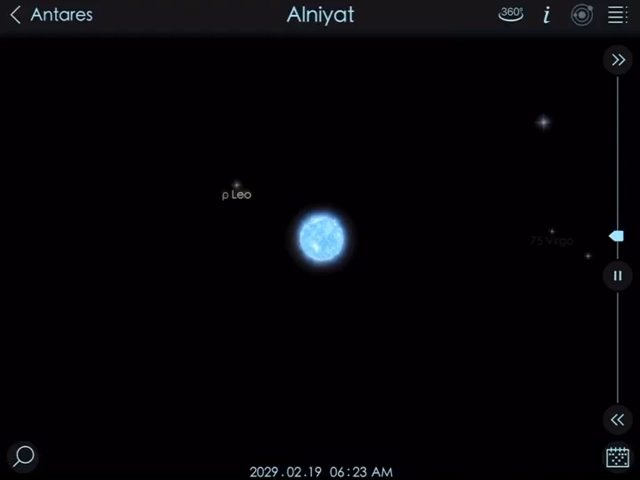 Antares
Alniyat
360°
i
ρ Leo
75 Virgo
2029.02.19 06:23 AM